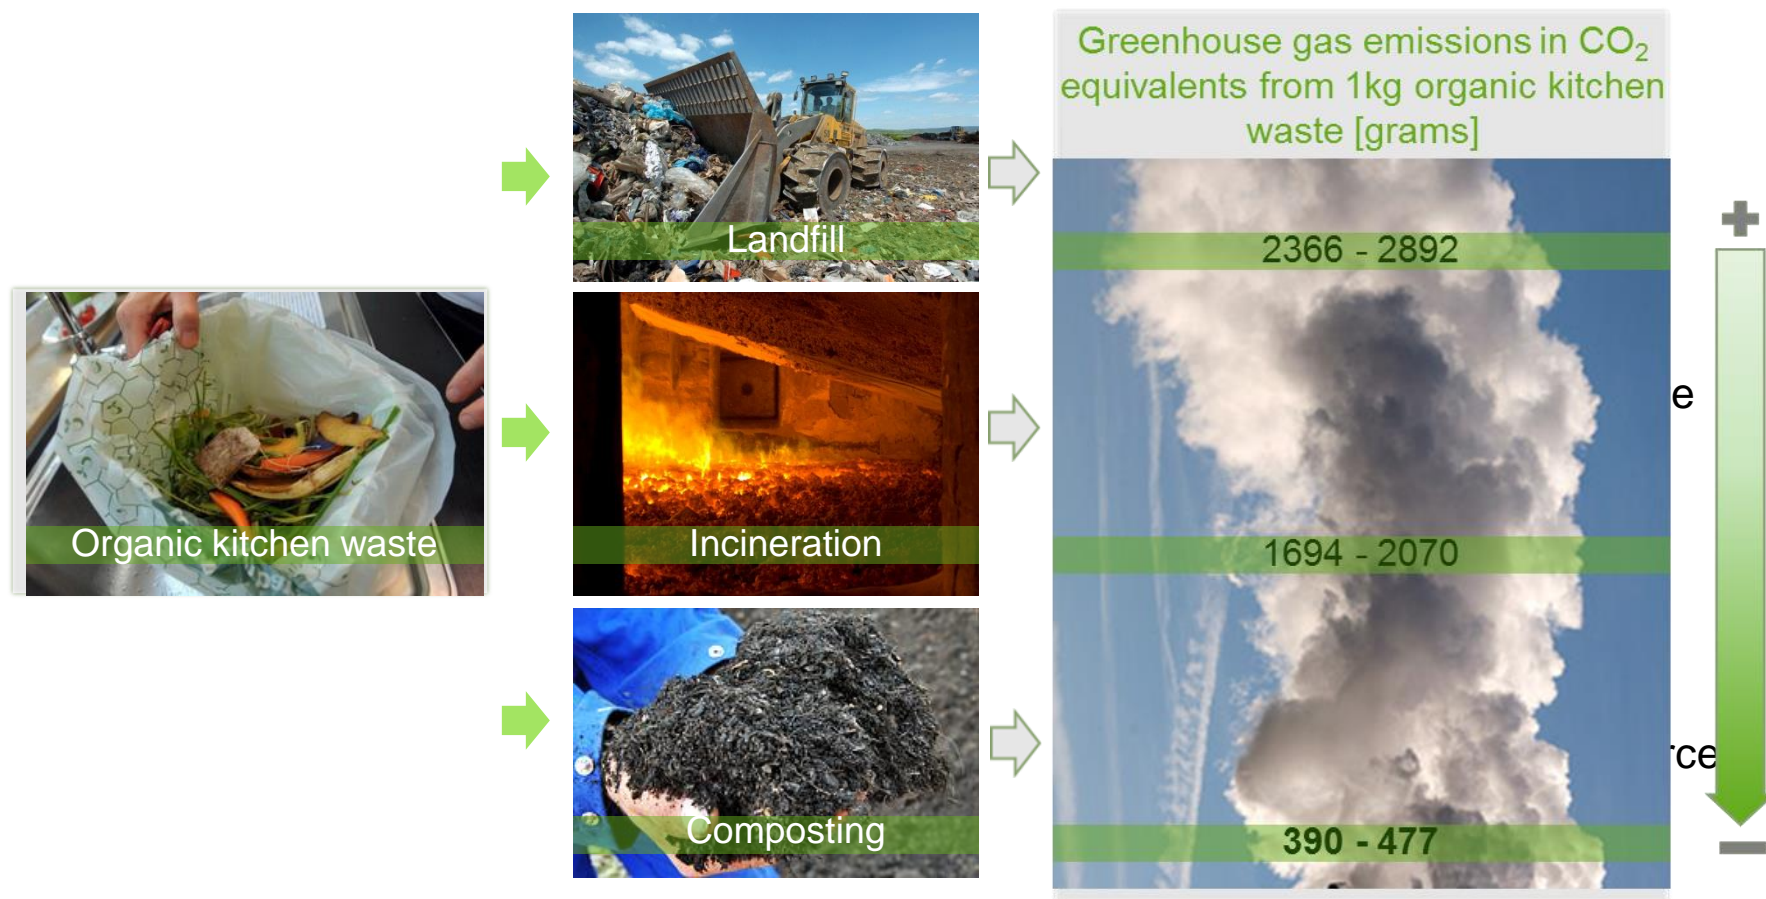 Greenhouse gas emissions in CO₂
equivalents from 1kg organic kitchen
waste [grams]
Landfill
2366 - 2892
Organic kitchen waste
Incineration
1694 - 2070
Composting
390 - 477